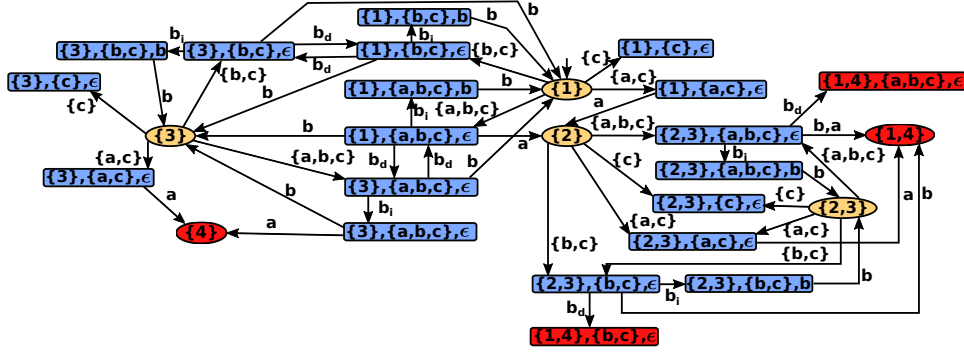 {1},{b,c},b
b
b
b_i
b_d
{3},{b,c},b
{3},{b,c},ϵ
b_i
{1},{b,c},ϵ
{b,c}
{1},{c},ϵ
b_d
{c}
{3},{c},ϵ
{b,c}
{1},{a,b,c},b
b
{1}
{a,c}
{1},{a,c},ϵ
{1,4},{a,b,c},ϵ
{c}
b
b
b_i
{a,b,c}
a
b_d
{3}
b
{1},{a,b,c},ϵ
a
{2}
{a,b,c}
{2,3},{a,b,c},ϵ
b,a
{1,4}
{a,c}
{a,b,c}
b_d
b_d
b
{c}
b_i
{a,b,c}
{3},{a,c},ϵ
{3},{a,b,c},ϵ
{2,3},{a,b,c},b
b
a
b
b
{c}
a
b_i
{2,3},{c},ϵ
{2,3}
{4}
a
{3},{a,b,c},ϵ
{a,c}
{a,c}
{b,c}
{2,3},{a,c},ϵ
{b,c}
{2,3},{b,c},ϵ
b_i
{2,3},{b,c},b
b
b_d
{1,4},{b,c},ϵ